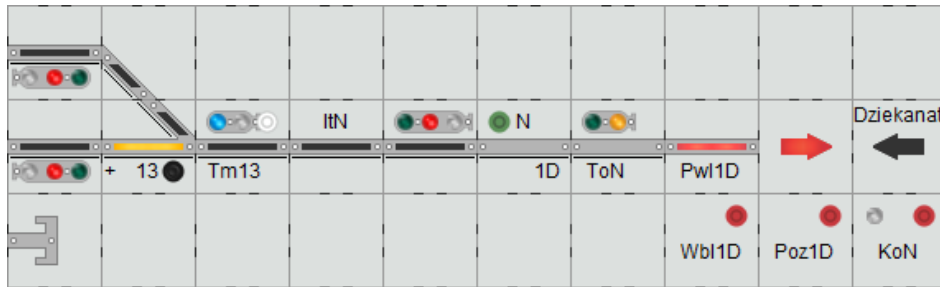 ItN
N
Dziekanat
+ 13
Tm13
1D
ToN
Pwl1D
Wbl1D
Poz1D
KoN